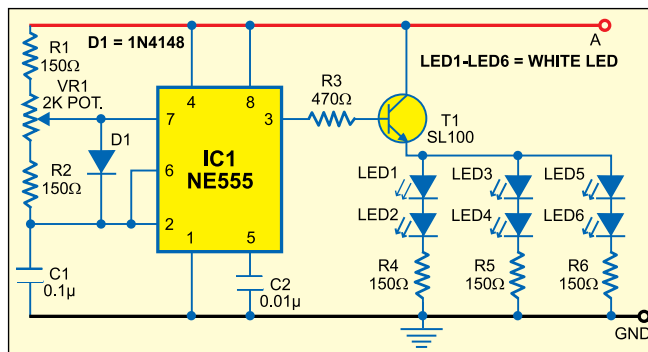 D1 = 1N4148
A
LED1-LED6 = WHITE LED
R1
150Ω
VR1
2K POT.
D1
R2
150Ω
C1
0.1µ
4
8
7
3
6
2
1
5
IC1
NE555
C2
0.01µ
R3
470Ω
T1
SL100
LED1
LED3
LED5
LED2
LED4
LED6
R4
150Ω
R5
150Ω
R6
150Ω
GND